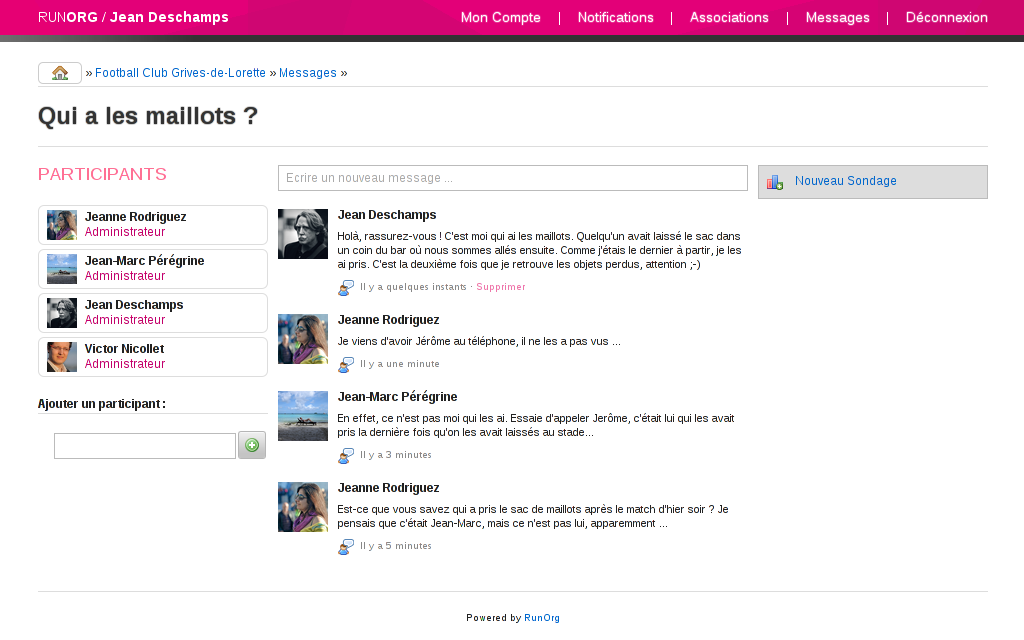 RUNORG / Jean Deschamps
Mon Compte | Notifications | Associations | Messages | Déconnexion
» Football Club Grives-de-Lorette » Messages »
Qui a les maillots ?
PARTICIPANTS
Jeanne Rodriguez
Administrateur
Jean-Marc Pérégrine
Administrateur
Jean Deschamps
Administrateur
Victor Nicollet
Administrateur
Ajouter un participant :
Ecrire un nouveau message ...
Jean Deschamps
Holà, rassurez-vous ! C'est moi qui ai les maillots. Quelqu'un avait laissé le sac dans
un coin du bar où nous sommes allés ensuite. Comme j'étais le dernier à partir, je les
ai pris. C'est la deuxième fois que je retrouve les objets perdus, attention ;-)
Il y a quelques instants · Supprimer
Jeanne Rodriguez
Je viens d'avoir Jérôme au téléphone, il ne les a pas vus ...
Il y a une minute
Jean-Marc Pérégrine
En effet, ce n'est pas moi qui les ai. Essaie d'appeler Jerôme, c'était lui qui les avait
pris la dernière fois qu'on les avait laissés au stade...
Il y a 3 minutes
Jeanne Rodriguez
Est-ce que vous savez qui a pris le sac de maillots après le match d'hier soir ? Je
pensais que c'était Jean-Marc, mais ce n'est pas lui, apparemment ...
Il y a 5 minutes
Nouveau Sondage
Powered by RunOrg